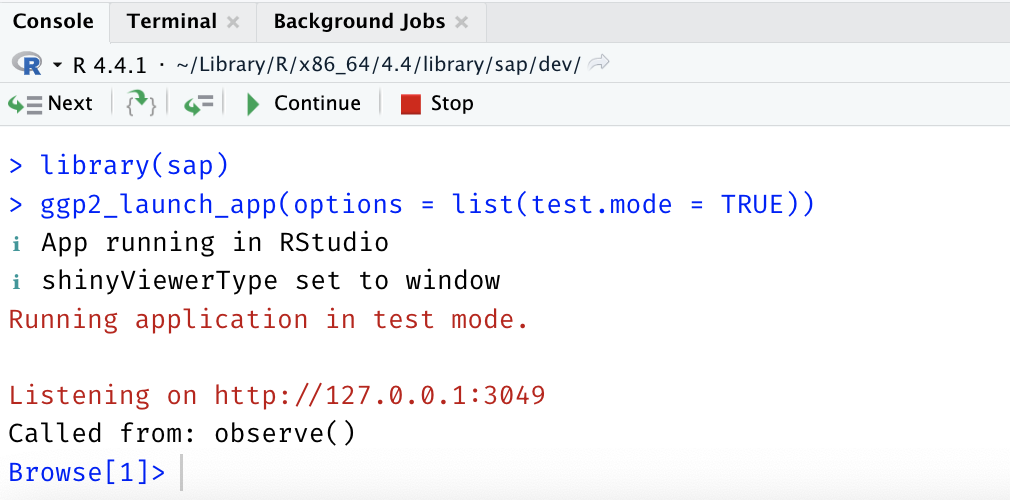 Console Terminal Background Jobs
R R 4.4.1 · ~/Library/R/x86_64/4.4/library/sap/dev/
Next {} Continue Stop
> library(sap)
> ggp2_launch_app(options = list(test.mode = TRUE))
ℹ App running in RStudio
ℹ shinyViewerType set to window
Running application in test mode.
Listening on http://127.0.0.1:3049
Called from: observe()
Browse[1]>